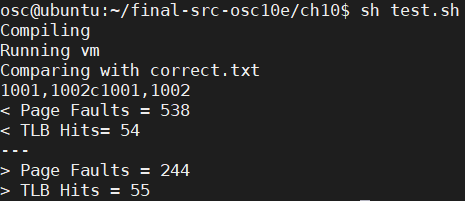 osc@ubuntu:~/final-src-osc10e/ch10$ sh test.sh
Compiling
Running vm
Comparing with correct.txt
1001,1002c1001,1002
< Page Faults = 538
< TLB Hits= 54
---
> Page Faults = 244
> TLB Hits = 55